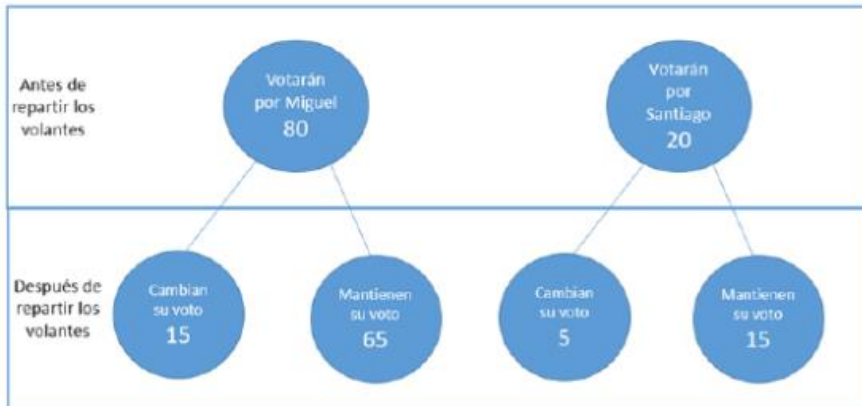 Antes de
repartir los
volantes
Votarán
por Miguel
80
Votarán
por
Santiago
20
Después de
repartir los
volantes
Cambian
su voto
15
Mantienen
su voto
65
Cambian
su voto
5
Mantienen
su voto
15